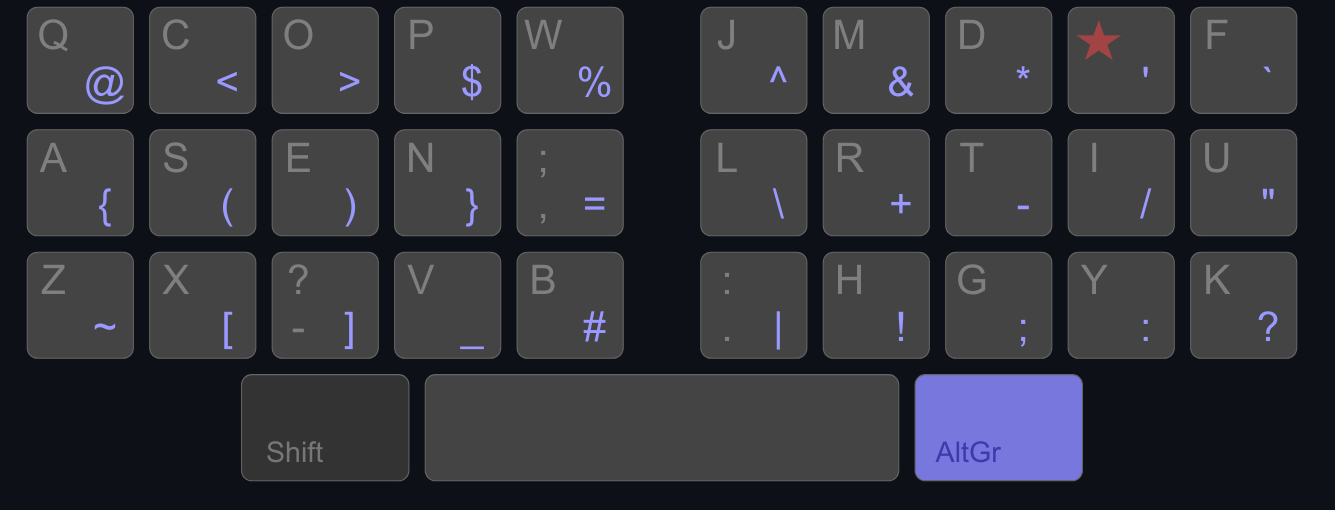 Q @ C < O > P $ W % J ^ M & D * ★ ' F `
A { S ( E ) N } ; , = L \ R + T - I / U "
Z ~ X [ ? - ] V _ B # : . | H ! G ; Y : K ?
Shift AltGr